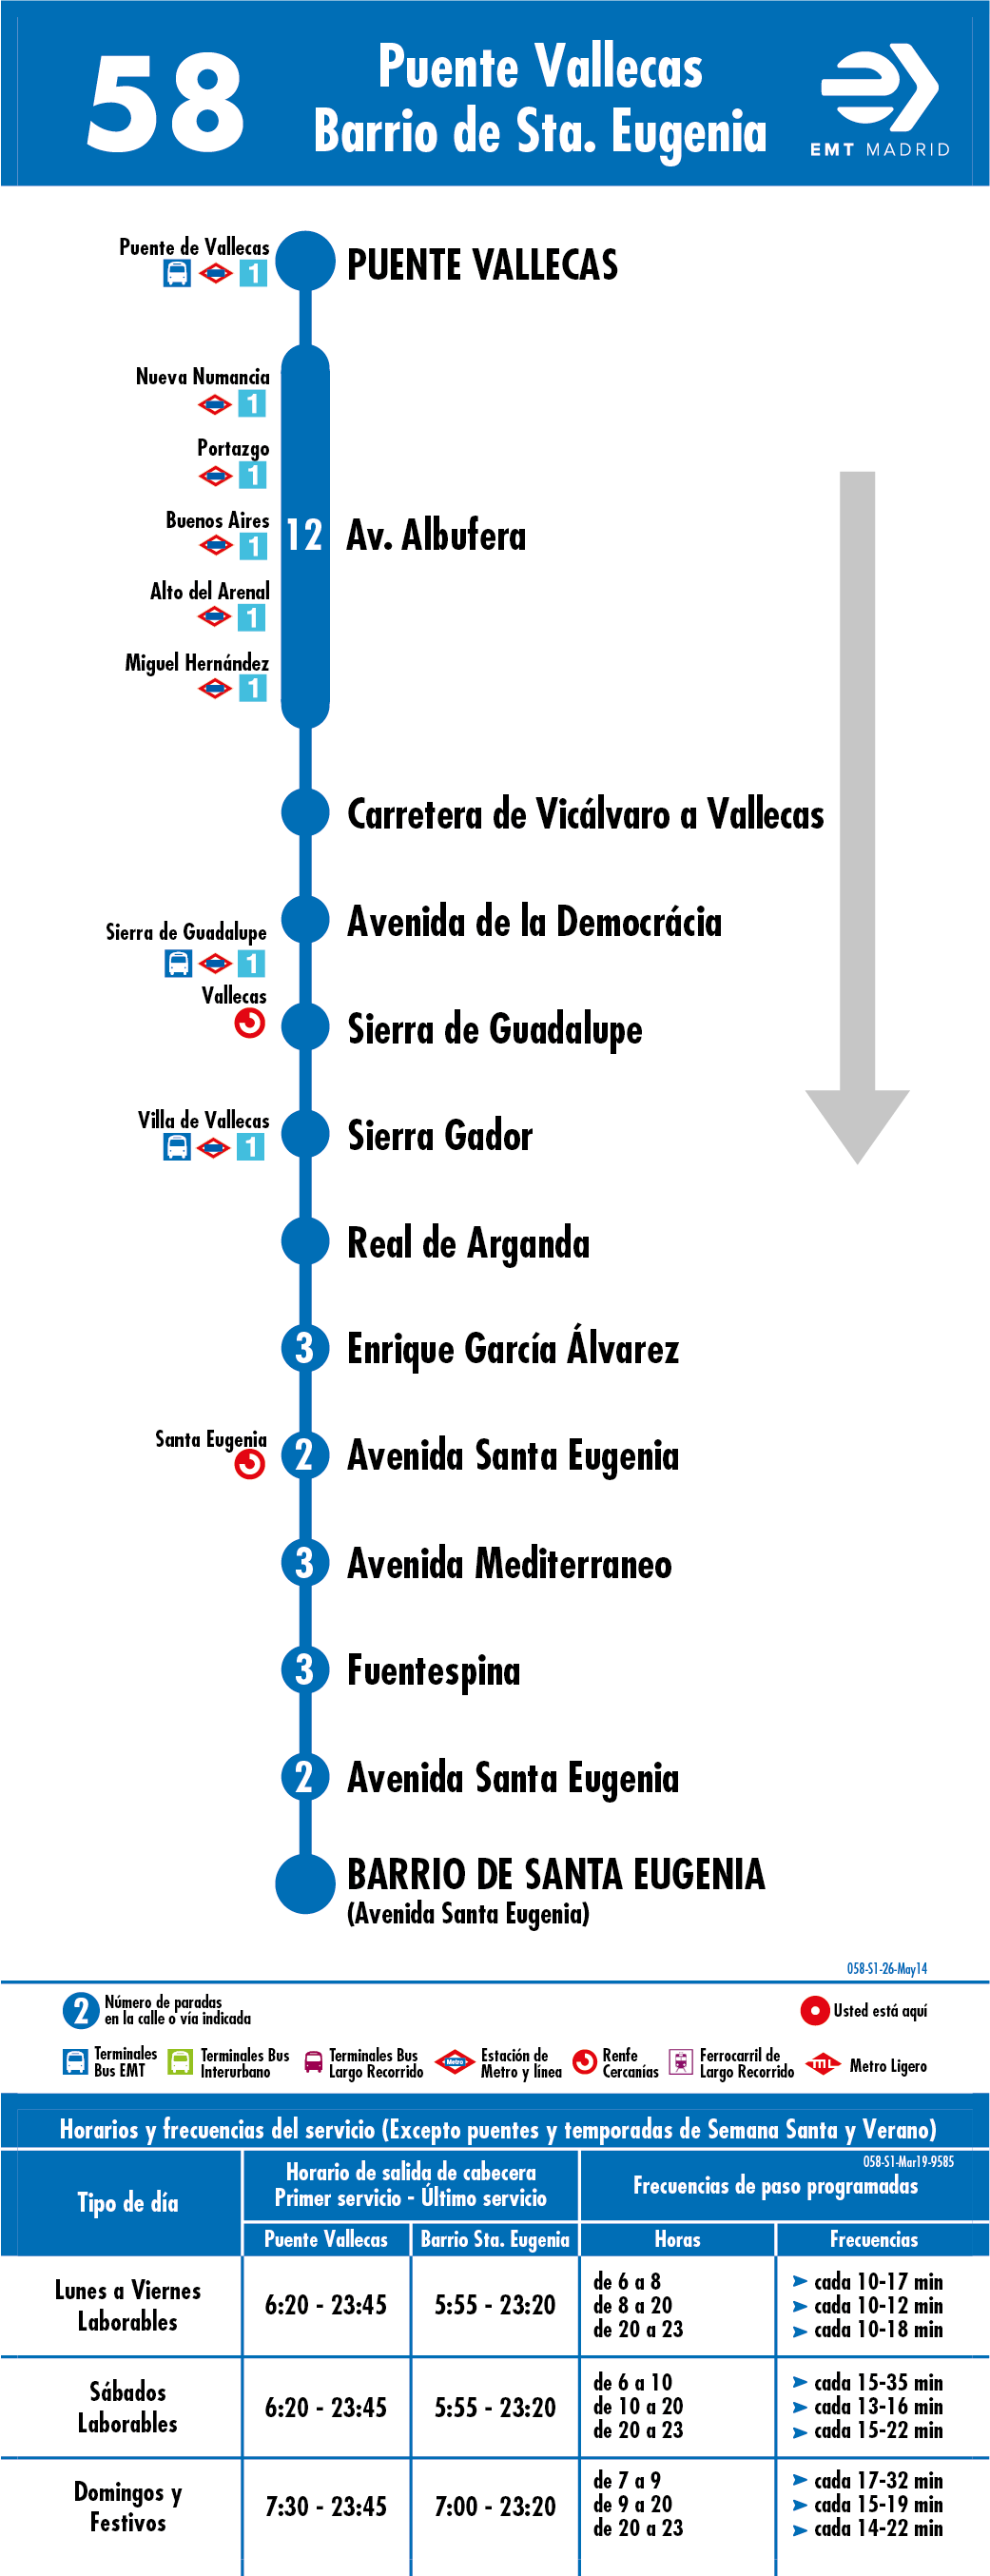 58
Puente Vallecas
Barrio de Sta. Eugenia
EMT MADRID
Puente de Vallecas
1
PUENTE VALLECAS
Nueva Numancia
1
Portazgo
1
Buenos Aires
1
12 Av. Albufera
Alto del Arenal
1
Miguel Hernández
1
Carretera de Vicálvaro a Vallecas
Avenida de la Democrácia
Sierra de Guadalupe
1
Vallecas
Sierra de Guadalupe
Villa de Vallecas
1
Sierra Gador
Real de Arganda
3 Enrique García Álvarez
Santa Eugenia
2 Avenida Santa Eugenia
3 Avenida Mediterraneo
3 Fuentespina
2 Avenida Santa Eugenia
BARRIO DE SANTA EUGENIA
(Avenida Santa Eugenia)
058-S1-26-May14
2 Número de paradas
en la calle o vía indicada
Usted está aquí
Terminales
Bus EMT
Terminales Bus
Interurbano
Terminales Bus
Largo Recorrido
Metro
Estación de
Metro y línea
Renfe
Cercanías
Ferrocarril de
Largo Recorrido
ML
Metro Ligero
Horarios y frecuencias del servicio (Excepto puentes y temporadas de Semana Santa y Verano)
058-S1-Mar19-9585
Tipo de día
Horario de salida de cabecera
Primer servicio - Último servicio
Frecuencias de paso programadas
Puente Vallecas
Barrio Sta. Eugenia
Horas
Frecuencias
Lunes a Viernes
Laborables
6:20 - 23:45
5:55 - 23:20
de 6 a 8 cada 10-17 min
de 8 a 20 cada 10-12 min
de 20 a 23 cada 10-18 min
Sábados
Laborables
6:20 - 23:45
5:55 - 23:20
de 6 a 10 cada 15-35 min
de 10 a 20 cada 13-16 min
de 20 a 23 cada 15-22 min
Domingos y
Festivos
7:30 - 23:45
7:00 - 23:20
de 7 a 9 cada 17-32 min
de 9 a 20 cada 15-19 min
de 20 a 23 cada 14-22 min